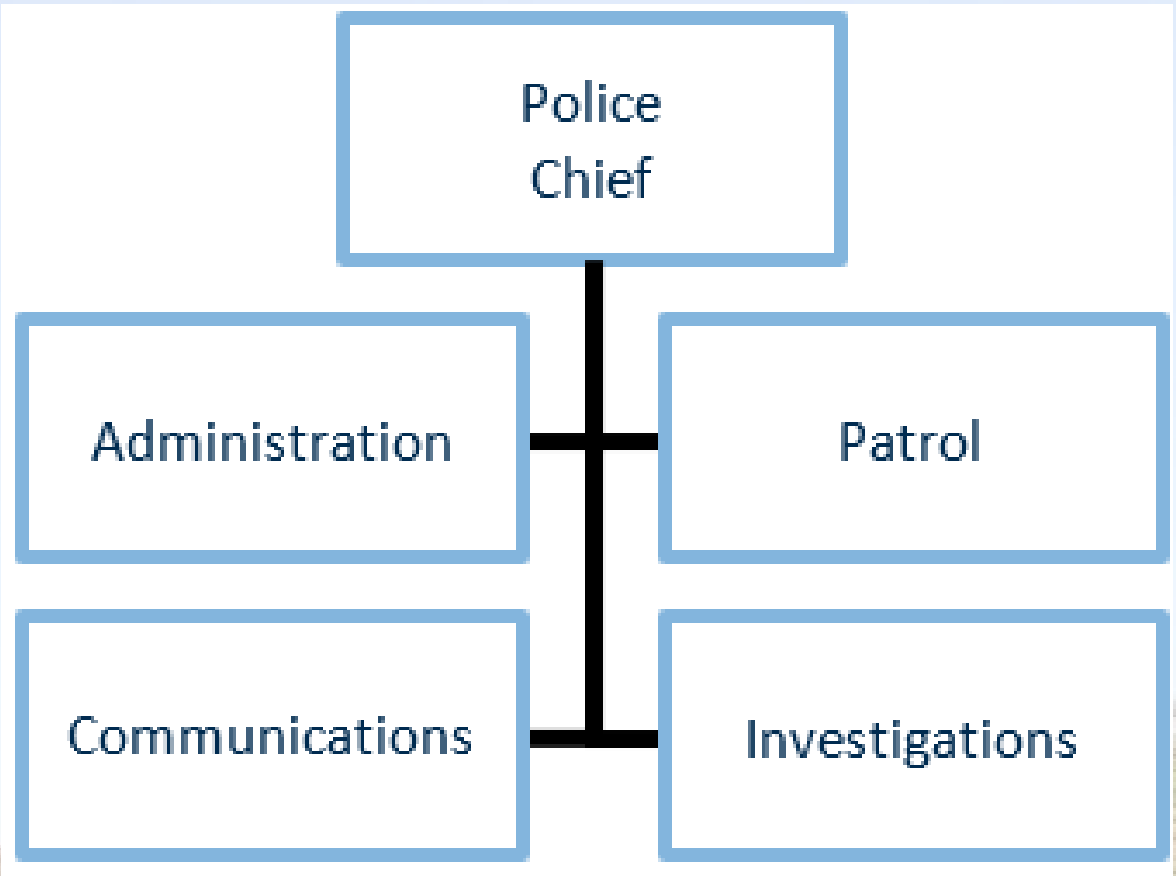 Police
Chief
Administration
Patrol
Communications
Investigations